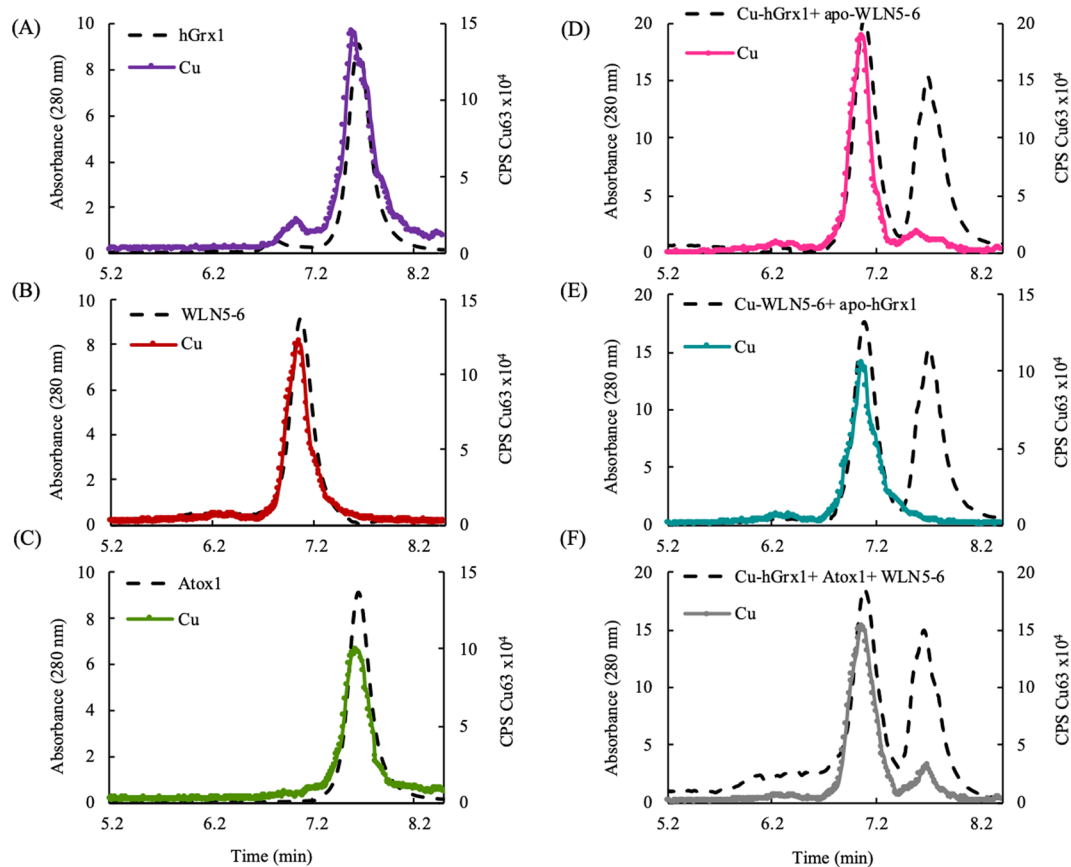 (A)
hGrx1
Cu
Absorbance (280 nm)
10
8
6
4
2
0
CPS Cu63 x10⁴
15
10
5
0
5.2 6.2 7.2 8.2
(B)
WLN5-6
Cu
Absorbance (280 nm)
10
8
6
4
2
0
CPS Cu63 x10⁴
15
10
5
0
5.2 6.2 7.2 8.2
(C)
Atox1
Cu
Absorbance (280 nm)
10
8
6
4
2
0
CPS Cu63 x10⁴
15
10
5
0
5.2 6.2 7.2 8.2
Time (min)
(D)
Cu-hGrx1+ apo-WLN5-6
Cu
Absorbance (280 nm)
20
15
10
5
0
CPS Cu63 x10⁴
20
15
10
5
0
5.2 6.2 7.2 8.2
(E)
Cu-WLN5-6+ apo-hGrx1
Cu
Absorbance (280 nm)
20
15
10
5
0
CPS Cu63 x10⁴
15
10
5
0
5.2 6.2 7.2 8.2
(F)
Cu-hGrx1+ Atox1+ WLN5-6
Cu
Absorbance (280 nm)
20
15
10
5
0
CPS Cu63 x10⁴
20
15
10
5
0
5.2 6.2 7.2 8.2
Time (min)